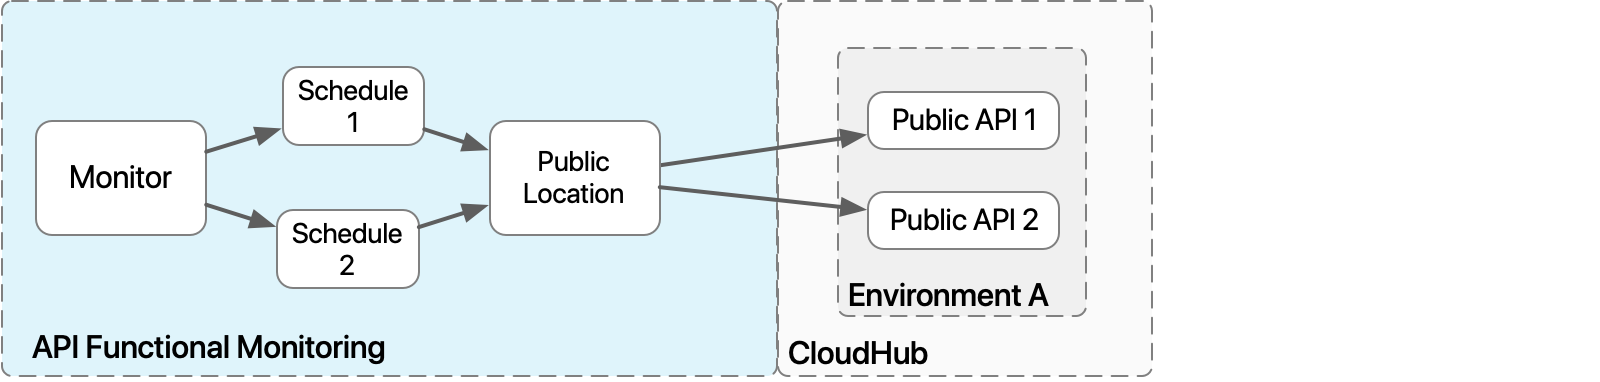 Monitor
Schedule
1
Schedule
2
Public
Location
API Functional Monitoring
Public API 1
Public API 2
Environment A
CloudHub